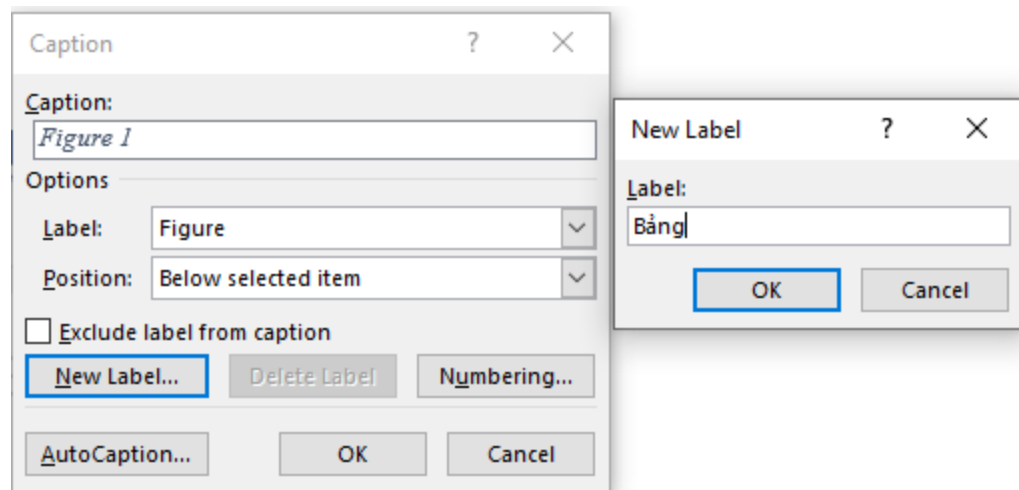 Caption ? ×
Caption:
Figure 1
Options
Label: Figure
Position: Below selected item
Exclude label from caption
New Label... Delete Label Numbering...
AutoCaption... OK Cancel
New Label ? ×
Label:
Bảng
OK Cancel